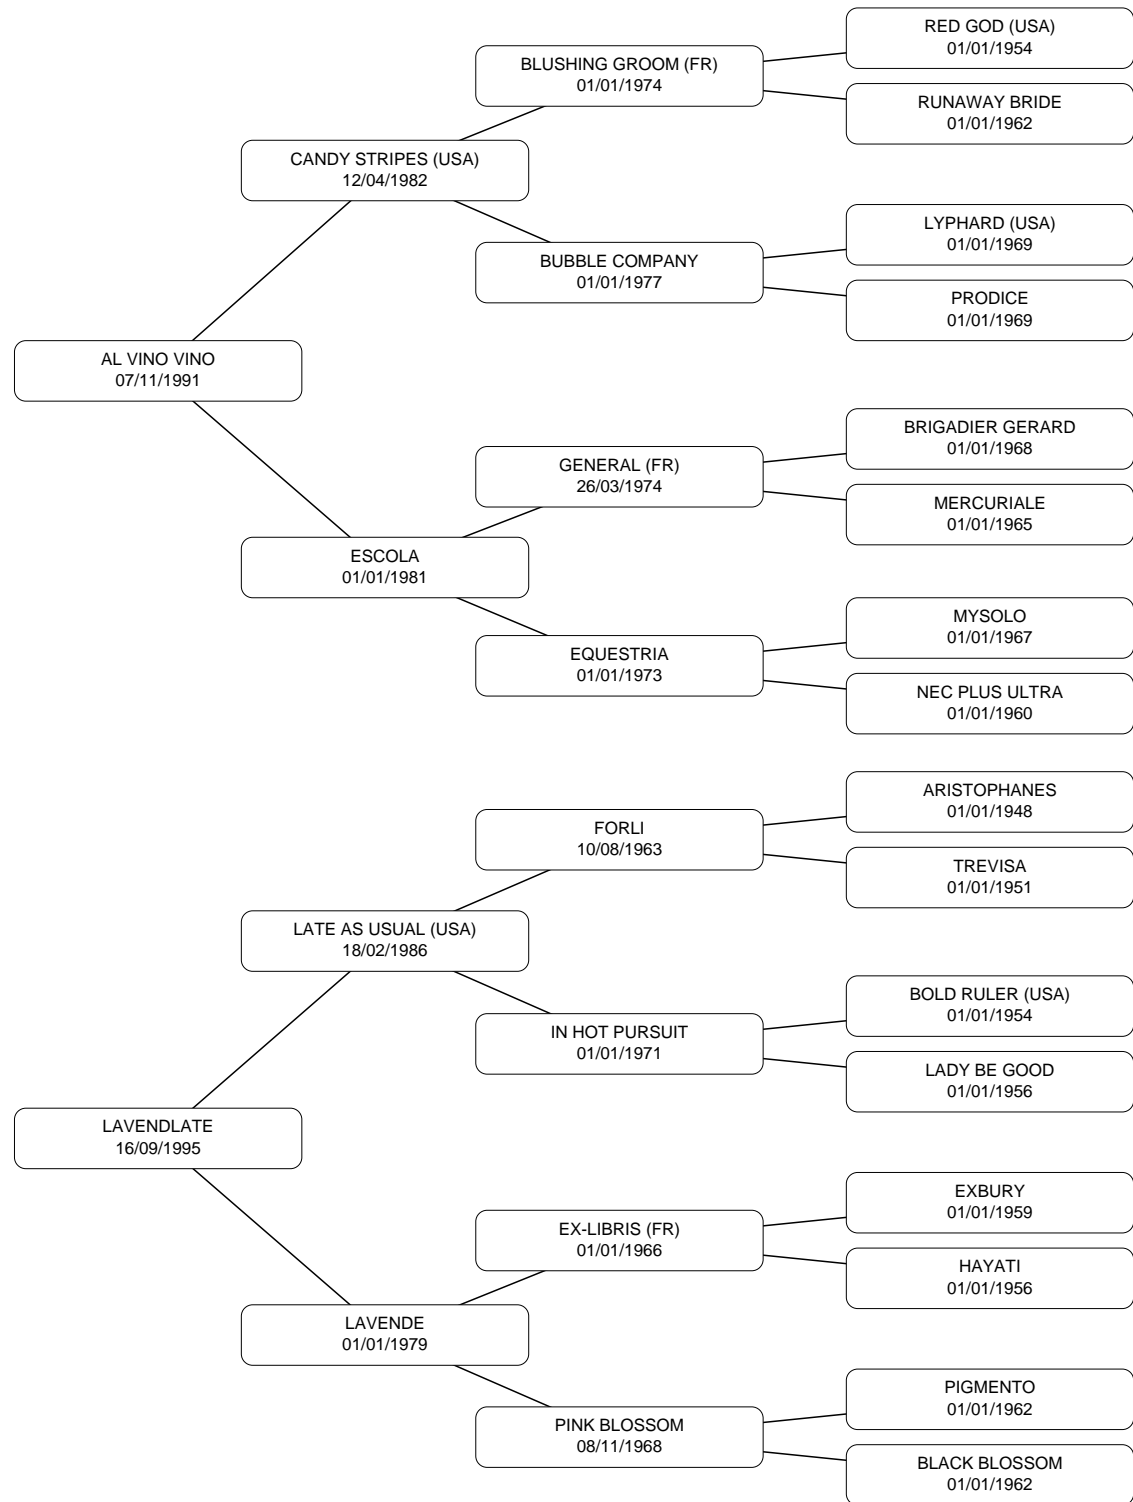 RED GOD (USA)
01/01/1954
BLUSHING GROOM (FR)
01/01/1974
RUNAWAY BRIDE
01/01/1962
CANDY STRIPES (USA)
12/04/1982
LYPHARD (USA)
01/01/1969
BUBBLE COMPANY
01/01/1977
PRODICE
01/01/1969
AL VINO VINO
07/11/1991
BRIGADIER GERARD
01/01/1968
GENERAL (FR)
26/03/1974
MERCURIALE
01/01/1965
ESCOLA
01/01/1981
MYSOLO
01/01/1967
EQUESTRIA
01/01/1973
NEC PLUS ULTRA
01/01/1960
ARISTOPHANES
01/01/1948
FORLI
10/08/1963
TREVISA
01/01/1951
LATE AS USUAL (USA)
18/02/1986
BOLD RULER (USA)
01/01/1954
IN HOT PURSUIT
01/01/1971
LADY BE GOOD
01/01/1956
LAVENDLATE
16/09/1995
EXBURY
01/01/1959
EX-LIBRIS (FR)
01/01/1966
HAYATI
01/01/1956
LAVENDE
01/01/1979
PIGMENTO
01/01/1962
PINK BLOSSOM
08/11/1968
BLACK BLOSSOM
01/01/1962